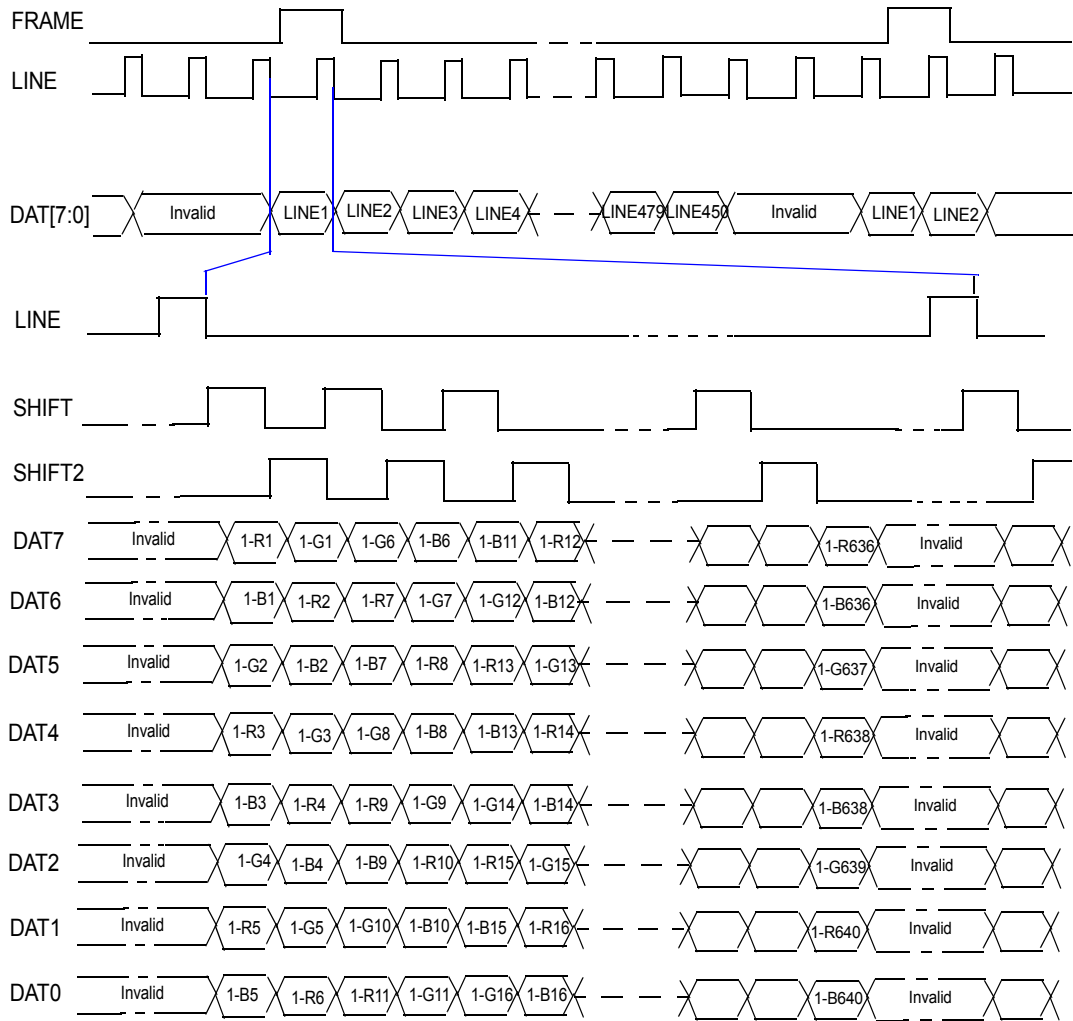 FRAME
LINE
DAT[7:0] Invalid LINE1 LINE2 LINE3 LINE4 LINE479 LINE450 Invalid LINE1 LINE2
LINE
SHIFT
SHIFT2
DAT7 Invalid 1-R1 1-G1 1-G6 1-B6 1-B11 1-R12 1-R636 Invalid
DAT6 Invalid 1-B1 1-R2 1-R7 1-G7 1-G12 1-B12 1-B636 Invalid
DAT5 Invalid 1-G2 1-B2 1-B7 1-R8 1-R13 1-G13 1-G637 Invalid
DAT4 Invalid 1-R3 1-G3 1-G8 1-B8 1-B13 1-R14 1-R638 Invalid
DAT3 Invalid 1-B3 1-R4 1-R9 1-G9 1-G14 1-B14 1-B638 Invalid
DAT2 Invalid 1-G4 1-B4 1-B9 1-R10 1-R15 1-G15 1-G639 Invalid
DAT1 Invalid 1-R5 1-G5 1-G10 1-B10 1-B15 1-R16 1-R640 Invalid
DAT0 Invalid 1-B5 1-R6 1-R11 1-G11 1-G16 1-B16 1-B640 Invalid